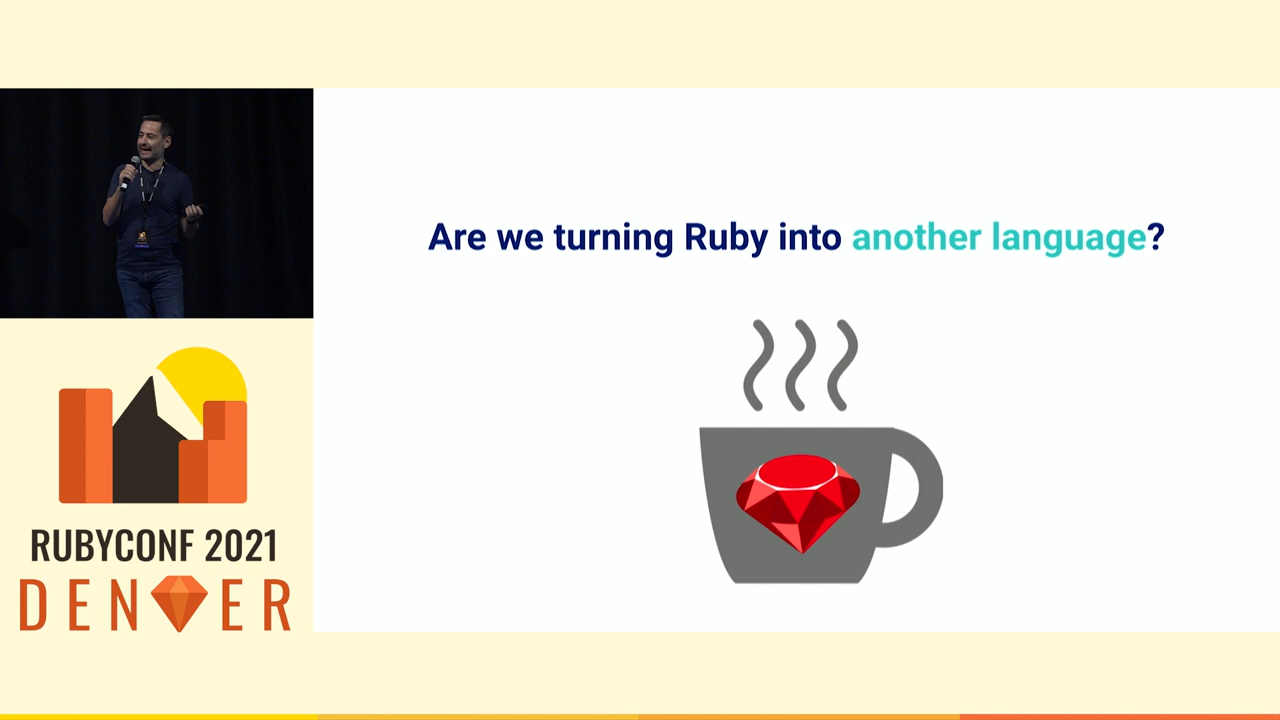 Are we turning Ruby into another language?
RUBYCONF 2021
DENVER